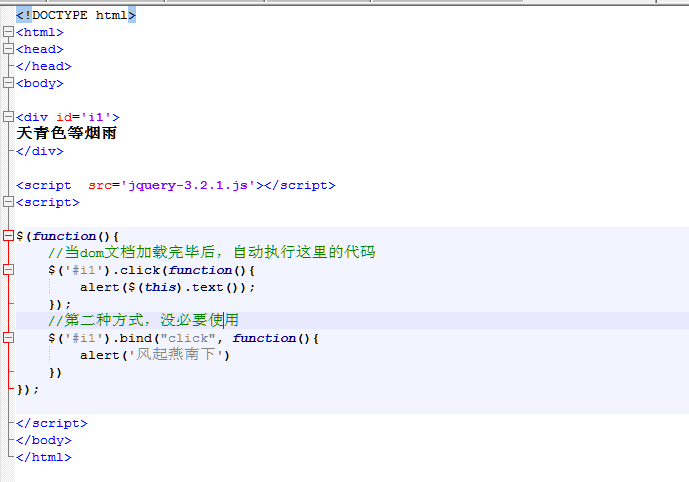 <!DOCTYPE html>
<html>
<head>
</head>
<body>
<div id='i1'>
天青色等烟雨
</div>
<script  src='jquery-3.2.1.js'></script>
<script>
$(function(){
    //当dom文档加载完毕后，自动执行这里的代码
    $('#i1').click(function(){
        alert($(this).text());
    });
    //第二种方式，没必要使用
    $('#i1').bind("click", function(){
        alert('风起燕南下')
    })
});
</script>
</body>
</html>